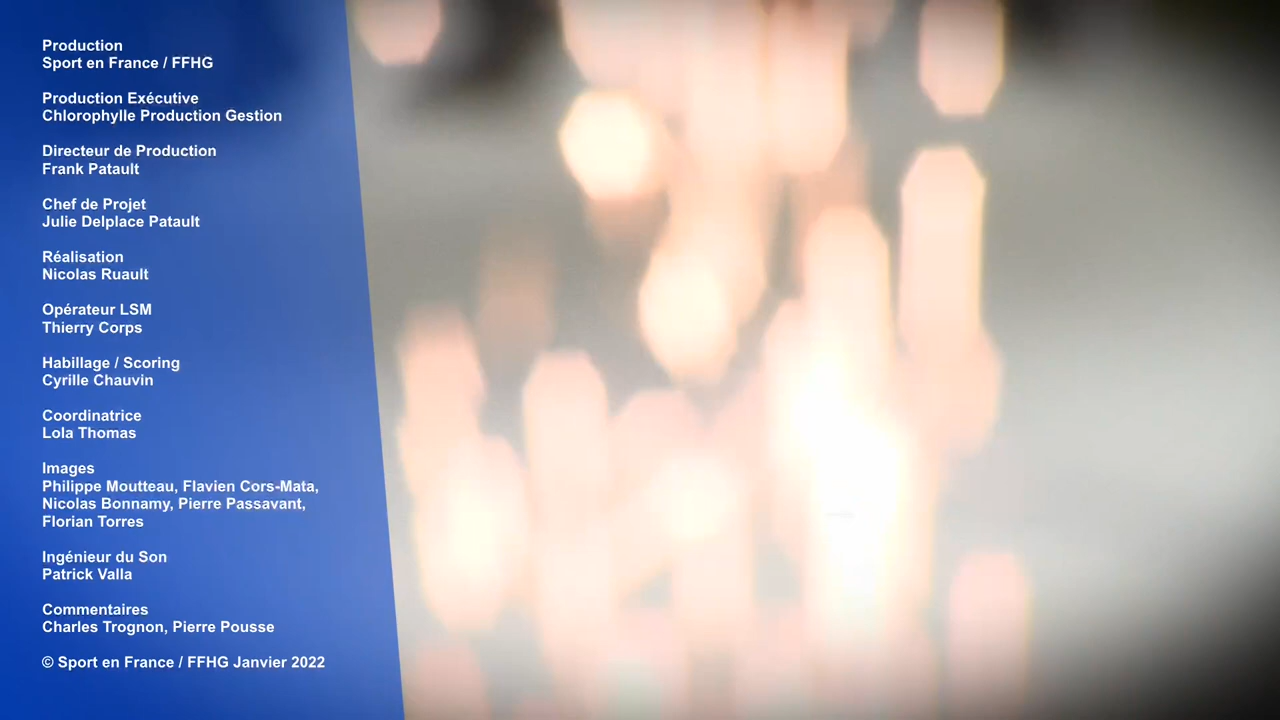 Production
Sport en France / FFHG
Production Exécutive
Chlorophylle Production Gestion
Directeur de Production
Frank Patault
Chef de Projet
Julie Delplace Patault
Réalisation
Nicolas Ruault
Opérateur LSM
Thierry Corps
Habillage / Scoring
Cyrille Chauvin
Coordinatrice
Lola Thomas
Images
Philippe Moutteau, Flavien Cors-Mata,
Nicolas Bonnamy, Pierre Passavant,
Florian Torres
Ingénieur du Son
Patrick Valla
Commentaires
Charles Trognon, Pierre Pousse
© Sport en France / FFHG Janvier 2022